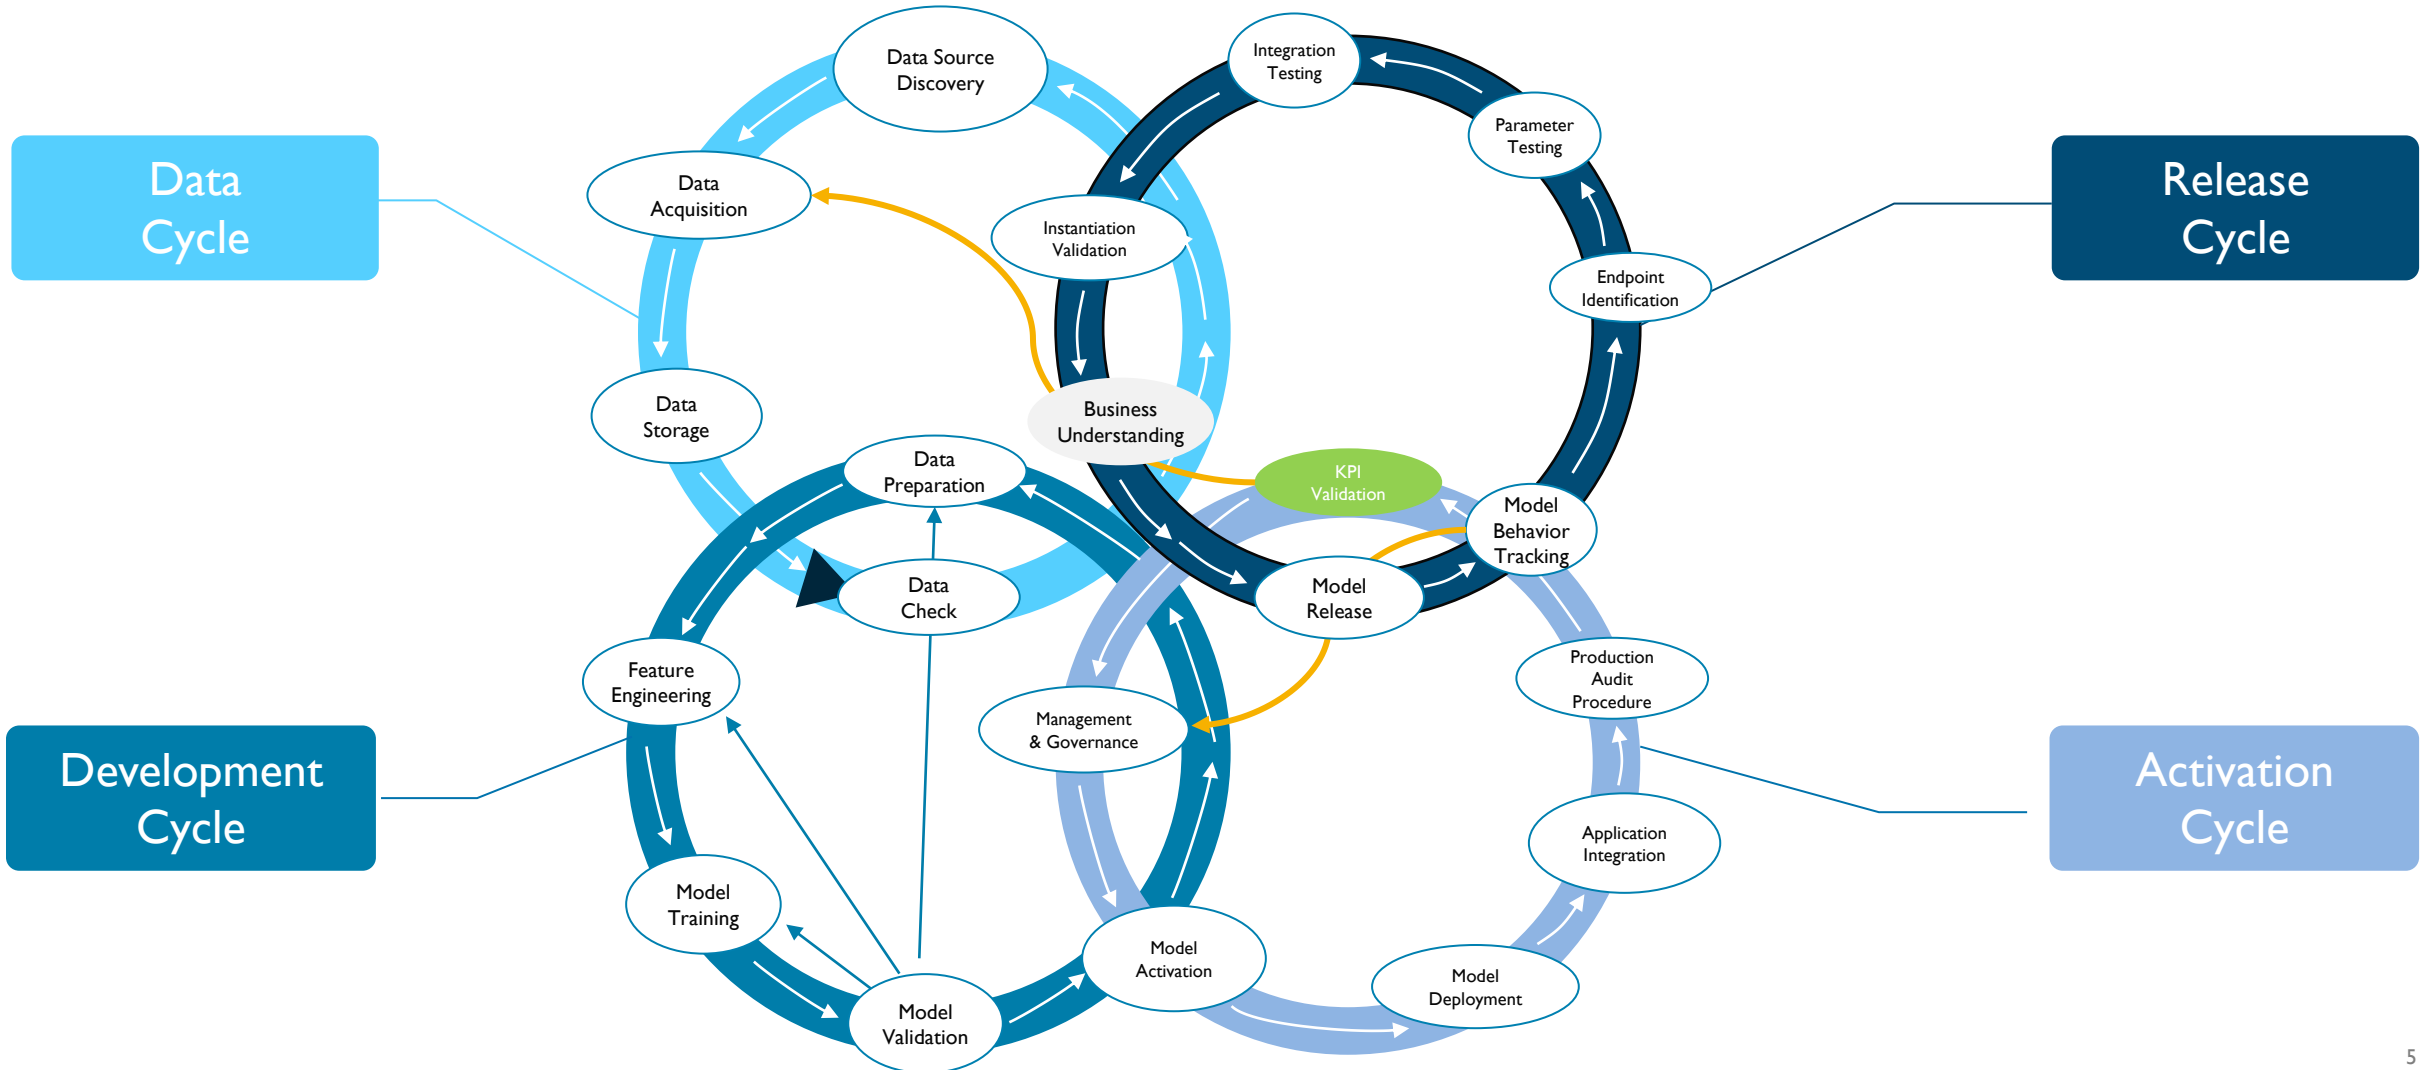 Data Source
Discovery
Integration
Testing
Parameter
Testing
Data
Cycle
Data
Acquisition
Release
Cycle
Instantiation
Validation
Endpoint
Identification
Data
Storage
Business
Understanding
Data
Preparation
KPI
Validation
Model
Behavior
Tracking
Data
Check
Model
Release
Feature
Engineering
Production
Audit
Procedure
Management
& Governance
Development
Cycle
Application
Integration
Activation
Cycle
Model
Training
Model
Activation
Model
Deployment
Model
Validation
5